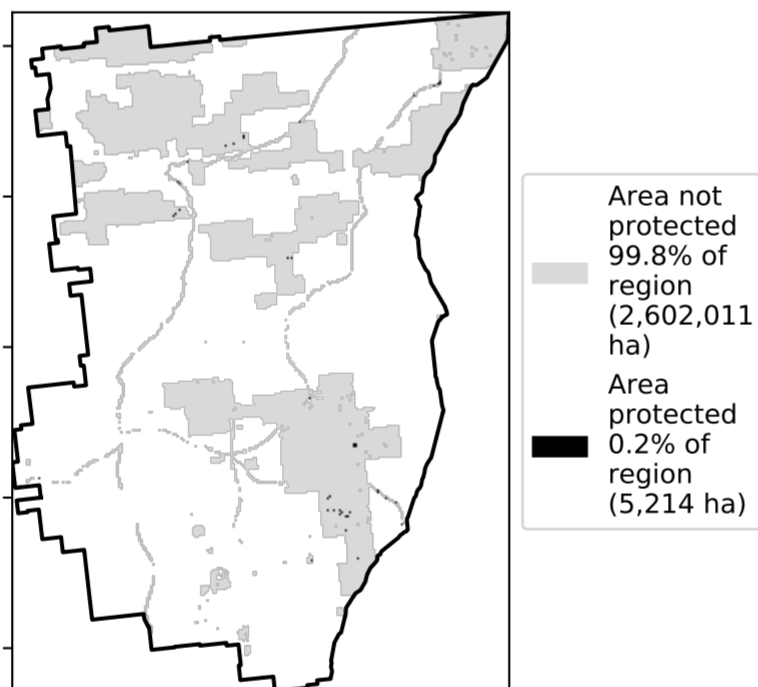 Area not
protected
99.8% of
region
(2,602,011
ha)
Area
protected
0.2% of
region
(5,214 ha)